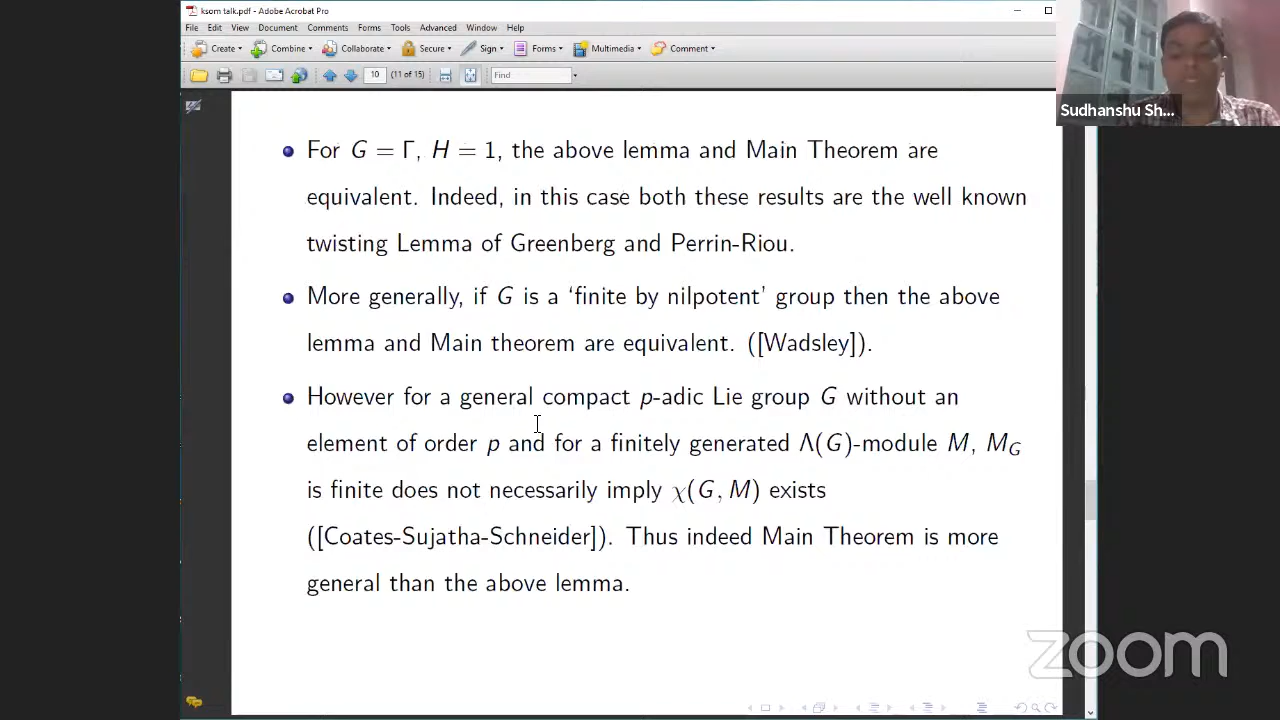 ksom talk.pdf - Adobe Acrobat Pro
File Edit View Document Comments Forms Tools Advanced Window Help
Create Combine Collaborate Secure Sign Forms Multimedia Comment
10 (11 of 15) Find
Sudhanshu Sh...
For G = Γ, H = 1, the above lemma and Main Theorem are
equivalent. Indeed, in this case both these results are the well known
twisting Lemma of Greenberg and Perrin-Riou.
More generally, if G is a ‘finite by nilpotent’ group then the above
lemma and Main theorem are equivalent. ([Wadsley]).
However for a general compact p-adic Lie group G without an
element of order p and for a finitely generated Λ(G)-module M, M_G
is finite does not necessarily imply χ(G, M) exists
([Coates-Sujatha-Schneider]). Thus indeed Main Theorem is more
general than the above lemma.
zoom